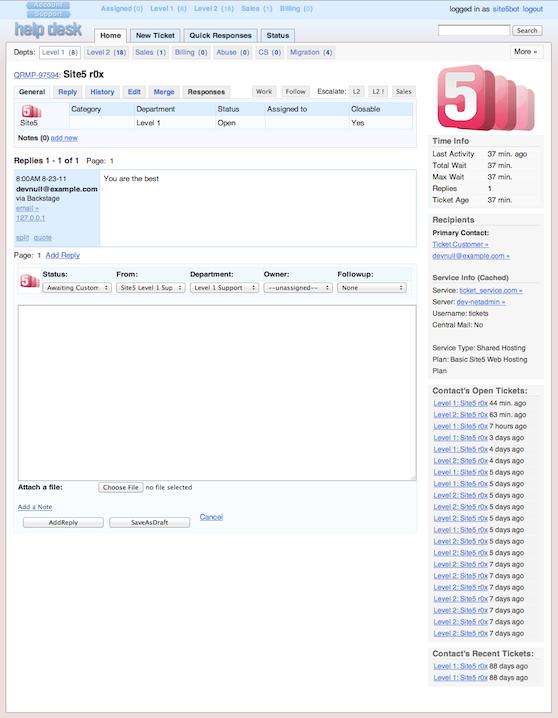 Account
Support
Assigned (0) Level 1 (8) Level 2 (18) Sales (1) Billing (0)
logged in as site5bot logout
help desk
Home New Ticket Quick Responses Status
Search
Depts: Level 1 (8) Level 2 (18) Sales (1) Billing (0) Abuse (0) CS (0) Migration (4)
More »
QRMP-97594: Site5 r0x
General Reply History Edit Merge Responses Work Follow Escalate: L2 L2 ! Sales
Category Department Status Assigned to Closable
5
Site5
Level 1 Open Yes
Notes (0) add new
Replies 1 - 1 of 1 Page: 1
8:00AM 8-23-11
devnull@example.com
via Backstage
email »
127.0.0.1
split quote
You are the best
Page: 1 Add Reply
5
Status: From: Department: Owner: Followup:
Awaiting Custom Site5 Level 1 Sup Level 1 Support --unassigned-- None
Attach a file: Choose File no file selected
Add a Note
AddReply SaveAsDraft Cancel
5
Time Info
Last Activity 37 min. ago
Total Wait 37 min.
Max Wait 37 min.
Replies 1
Ticket Age 37 min.
Recipients
Primary Contact:
Ticket Customer »
devnull@example.com »
Service Info (Cached)
Service: ticket_service.com »
Server: dev-netadmin »
Username: tickets
Central Mail: No
Service Type: Shared Hosting
Plan: Basic Site5 Web Hosting
Plan
Contact's Open Tickets:
Level 1: Site5 r0x 44 min. ago
Level 2: Site5 r0x 63 min. ago
Level 1: Site5 r0x 7 hours ago
Level 1: Site5 r0x 3 days ago
Level 1: Site5 r0x 4 days ago
Level 2: Site5 r0x 4 days ago
Level 1: Site5 r0x 5 days ago
Level 1: Site5 r0x 5 days ago
Level 2: Site5 r0x 5 days ago
Level 2: Site5 r0x 5 days ago
Level 2: Site5 r0x 5 days ago
Level 1: Site5 r0x 5 days ago
Level 2: Site5 r0x 5 days ago
Level 2: Site5 r0x 5 days ago
Level 2: Site5 r0x 7 days ago
Level 2: Site5 r0x 7 days ago
Level 2: Site5 r0x 7 days ago
Level 2: Site5 r0x 7 days ago
Level 2: Site5 r0x 7 days ago
Level 2: Site5 r0x 7 days ago
Level 2: Site5 r0x 7 days ago
Contact's Recent Tickets:
Level 1: Site5 r0x 88 days ago
Level 1: Site5 r0x 88 days ago